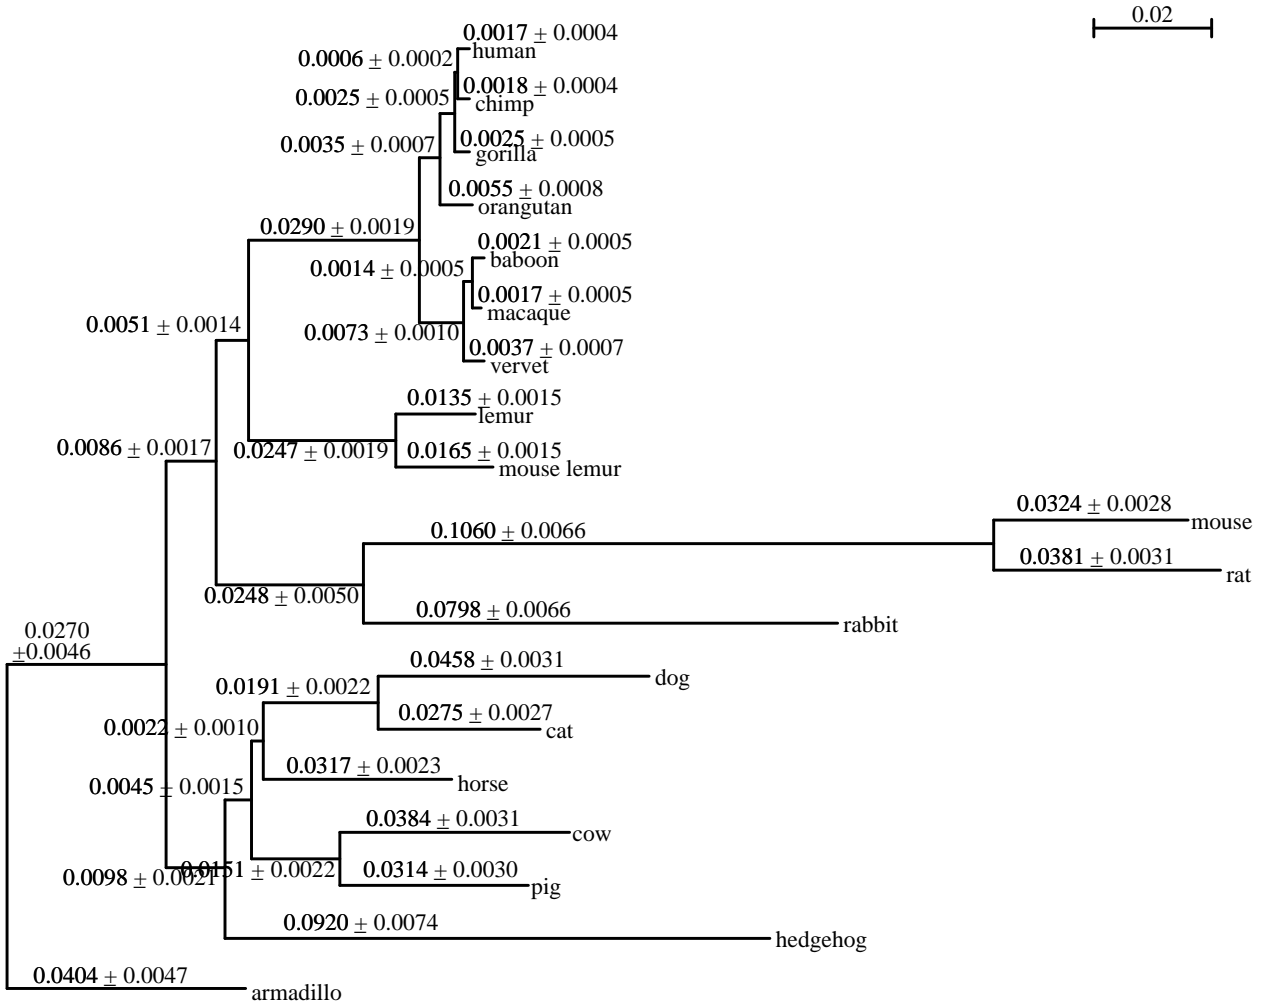 0.02
0.0017 ± 0.0004
human
0.0006 ± 0.0002
0.0018 ± 0.0004
chimp
0.0025 ± 0.0005
0.0025 ± 0.0005
gorilla
0.0035 ± 0.0007
0.0055 ± 0.0008
orangutan
0.0290 ± 0.0019
0.0021 ± 0.0005
baboon
0.0014 ± 0.0005
0.0017 ± 0.0005
macaque
0.0051 ± 0.0014
0.0073 ± 0.0010
0.0037 ± 0.0007
vervet
0.0135 ± 0.0015
lemur
0.0086 ± 0.0017
0.0247 ± 0.0019
0.0165 ± 0.0015
mouse lemur
0.0324 ± 0.0028
mouse
0.1060 ± 0.0066
0.0381 ± 0.0031
rat
0.0248 ± 0.0050
0.0798 ± 0.0066
rabbit
0.0270
±0.0046
0.0458 ± 0.0031
dog
0.0191 ± 0.0022
0.0275 ± 0.0027
cat
0.0022 ± 0.0010
0.0317 ± 0.0023
horse
0.0045 ± 0.0015
0.0384 ± 0.0031
cow
0.0098 ± 0.0021
0.0151 ± 0.0022
0.0314 ± 0.0030
pig
0.0920 ± 0.0074
hedgehog
0.0404 ± 0.0047
armadillo